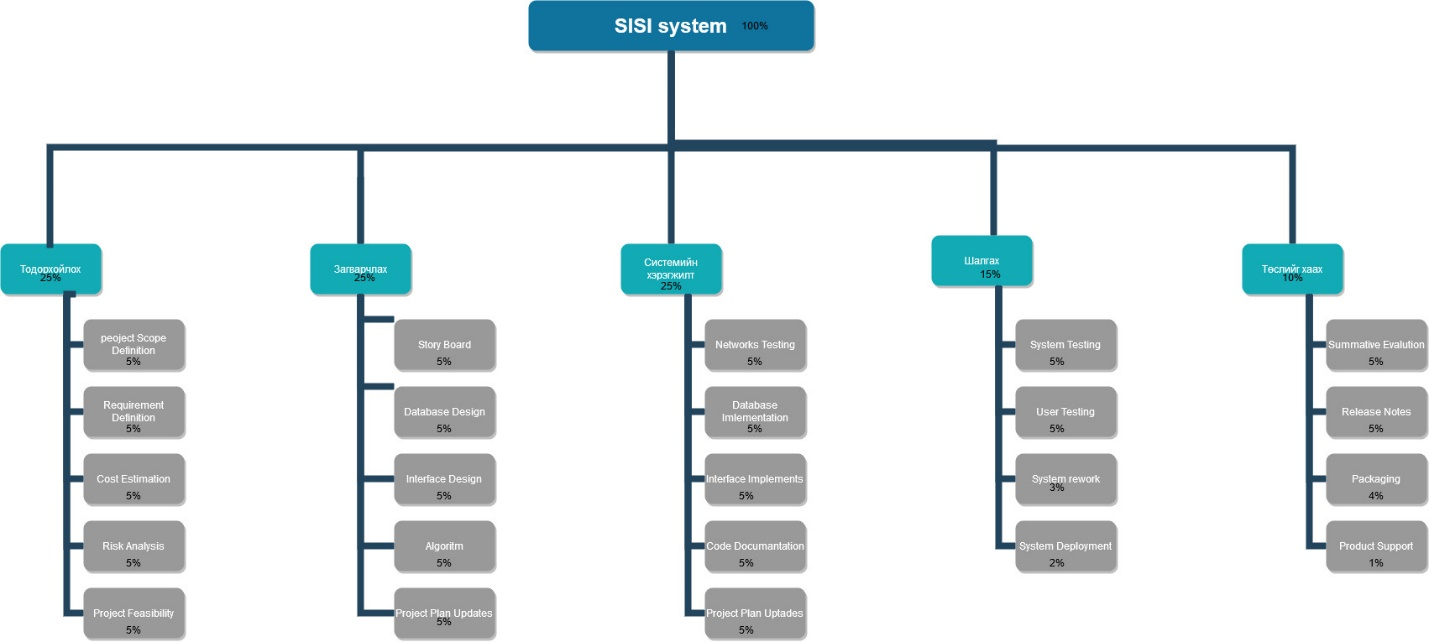 SISI system 100%
Тодорхойлох
25%
peoject Scope
Definition
5%
Requirement
Definition
5%
Cost Estimation
5%
Risk Analysis
5%
Project Feasibility
5%
Загварчлах
25%
Story Board
5%
Database Design
5%
Interface Design
5%
Algoritm
5%
Project Plan Updates
5%
Системийн
хэрэгжилт
25%
Networks Testing
5%
Database
Imlementation
5%
Interface Implements
5%
Code Documantation
5%
Project Plan Uptades
5%
Шалгах
15%
System Testing
5%
User Testing
5%
System rework
3%
System Deployment
2%
Төслийг хаах
10%
Summative Evalution
5%
Release Notes
5%
Packaging
4%
Product Support
1%